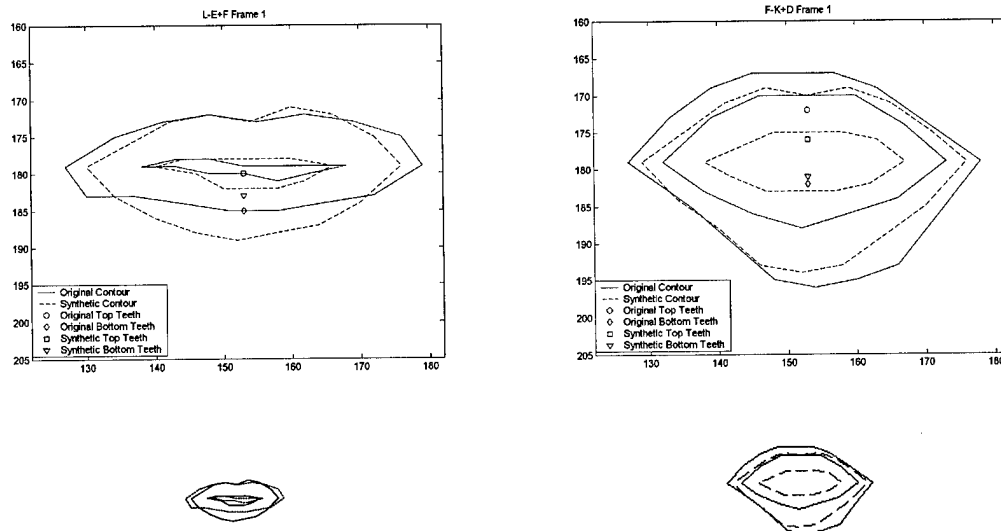 L-E+F Frame 1
160
165
170
175
180
185
190
195
200
205
130
140
150
160
170
180
Original Contour
Synthetic Contour
Original Top Teeth
Original Bottom Teeth
Synthetic Top Teeth
Synthetic Bottom Teeth
F-K+D Frame 1
160
165
170
175
180
185
190
195
200
205
130
140
150
160
170
180
Original Contour
Synthetic Contour
Original Top Teeth
Original Bottom Teeth
Synthetic Top Teeth
Synthetic Bottom Teeth